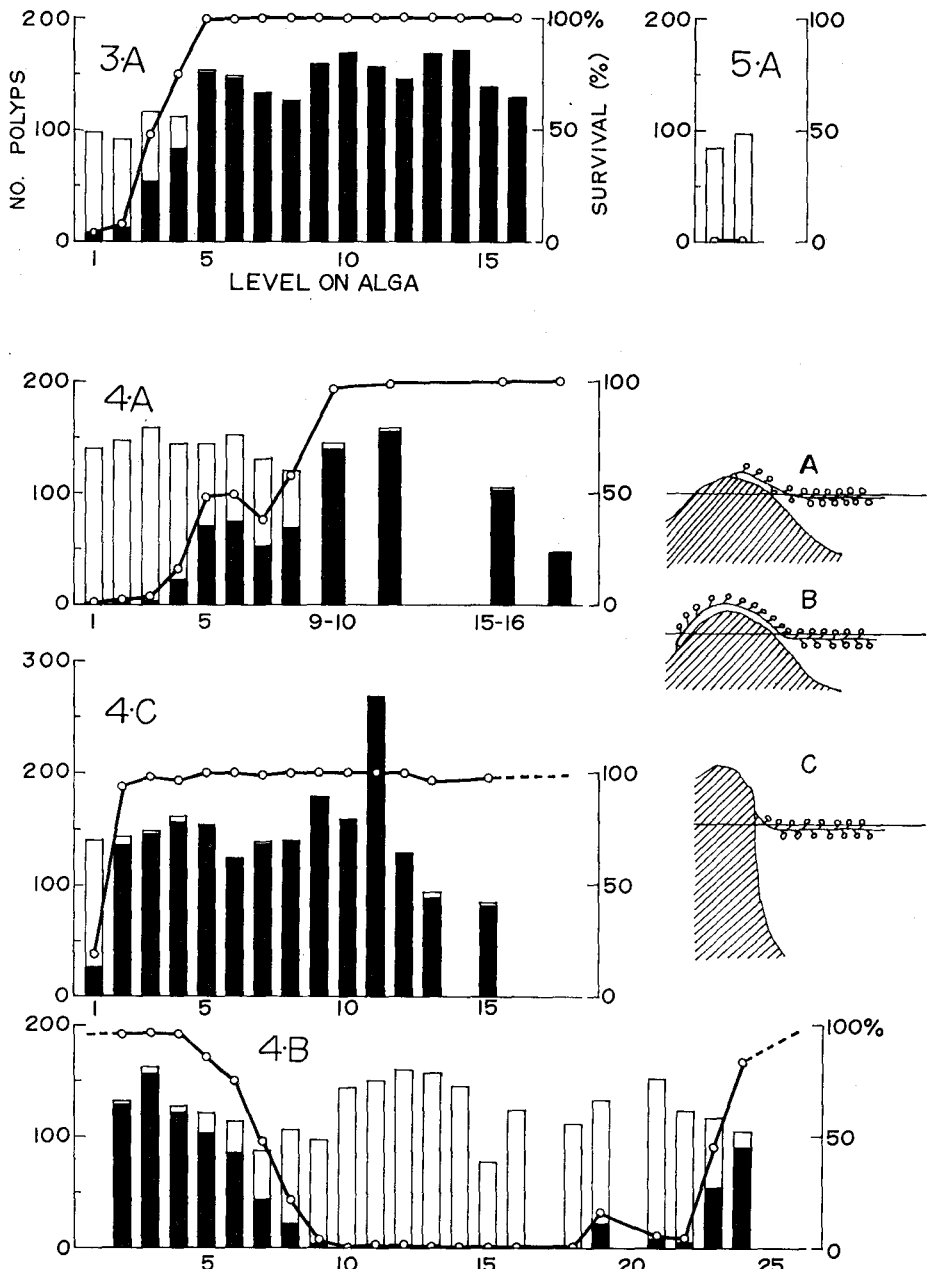 200 100% 200 100
3·A 5·A
NO. POLYPS
100 50 100 50
SURVIVAL (%)
0 0 0 0
1 5 10 15
LEVEL ON ALGA
200 100
4·A
100 50
0 0
1 5 9-10 15-16
A
B
300
4·C
200 100
C
100 50
0 0
1 5 10 15
200 100%
4·B
100 50
0 0
5 10 15 20 25